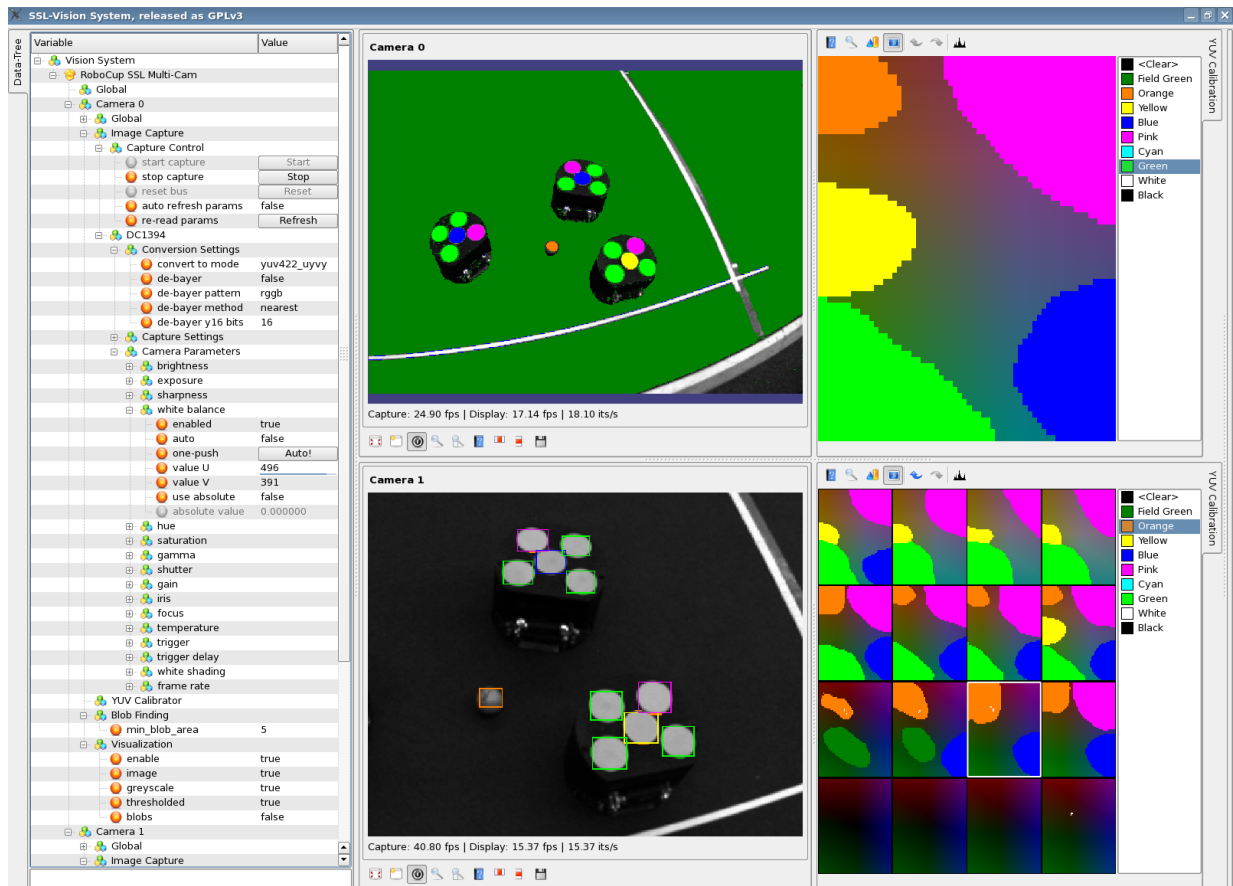 SSL-Vision System, released as GPLv3
Data-Tree
Variable Value
Vision System
RoboCup SSL Multi-Cam
Global
Camera 0
Global
Image Capture
Capture Control
start capture Start
stop capture Stop
reset bus Reset
auto refresh params false
re-read params Refresh
DC1394
Conversion Settings
convert to mode yuv422_uyvy
de-bayer false
de-bayer pattern rggb
de-bayer method nearest
de-bayer y16 bits 16
Capture Settings
Camera Parameters
brightness
exposure
sharpness
white balance
enabled true
auto false
one-push Auto!
value U 496
value V 391
use absolute false
absolute value 0.000000
hue
saturation
gamma
shutter
gain
iris
focus
temperature
trigger
trigger delay
white shading
frame rate
YUV Calibrator
Blob Finding
min_blob_area 5
Visualization
enable true
image true
greyscale true
thresholded true
blobs false
Camera 1
Global
Image Capture
Camera 0
Capture: 24.90 fps | Display: 17.14 fps | 18.10 its/s
Camera 1
Capture: 40.80 fps | Display: 15.37 fps | 15.37 its/s
<Clear>
Field Green
Orange
Yellow
Blue
Pink
Cyan
Green
White
Black
YUV Calibration
<Clear>
Field Green
Orange
Yellow
Blue
Pink
Cyan
Green
White
Black
YUV Calibration